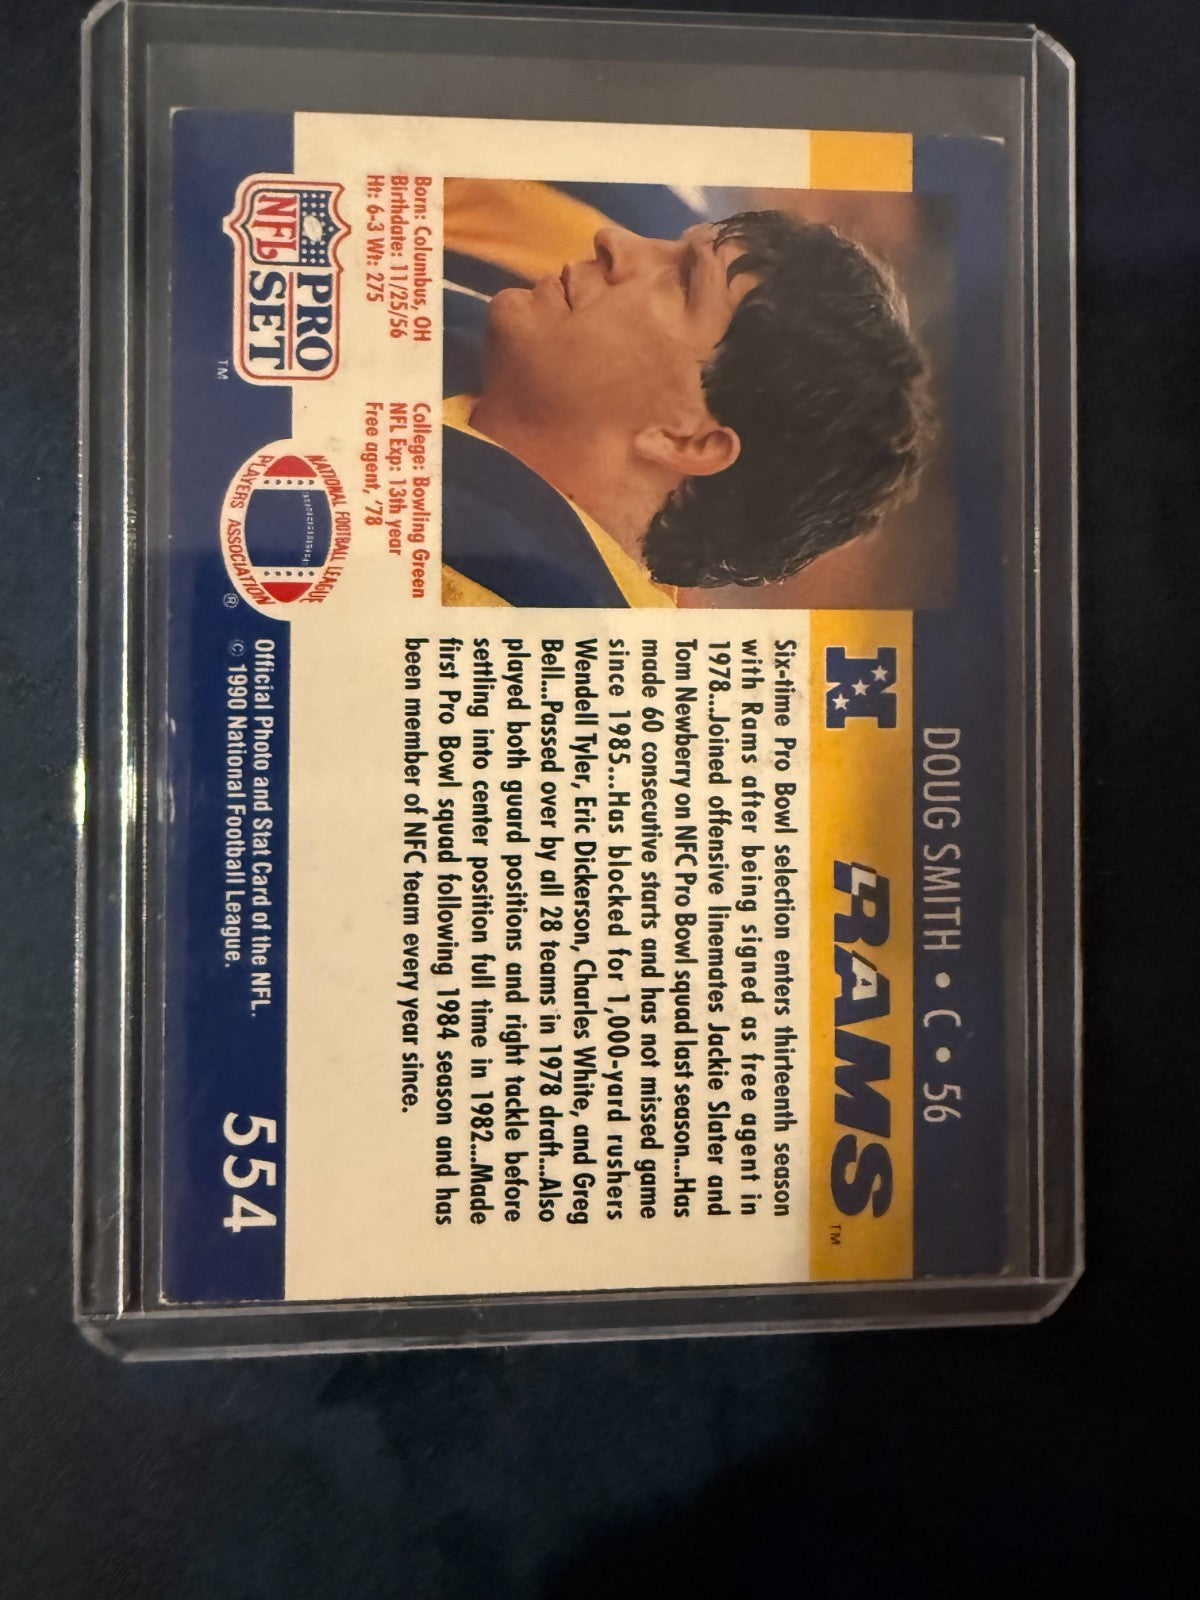 DOUG SMITH • C • 56
N RAMS TM
Six-time Pro Bowl selection enters thirteenth season
with Rams after being signed as free agent in
1978...Joined offensive linemates Jackie Slater and
Tom Newberry on NFC Pro Bowl squad last season...Has
made 60 consecutive starts and has not missed game
since 1985...Has blocked for 1,000-yard rushers
Wendell Tyler, Eric Dickerson, Charles White, and Greg
Bell...Passed over by all 28 teams in 1978 draft...Also
played both guard positions and right tackle before
settling into center position full time in 1982...Made
first Pro Bowl squad following 1984 season and has
been member of NFC team every year since.
Born: Columbus, OH
Birthdate: 11/25/56
Ht: 6-3 Wt: 275
College: Bowling Green
NFL Exp: 13th year
Free agent, '78
NFL PRO SET TM
NATIONAL FOOTBALL LEAGUE
PLAYERS ASSOCIATION ®
Official Photo and Stat Card of the NFL.
© 1990 National Football League.
554